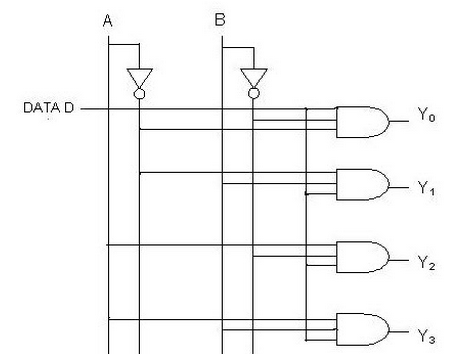 A B
DATA D
Y₀
Y₁
Y₂
Y₃